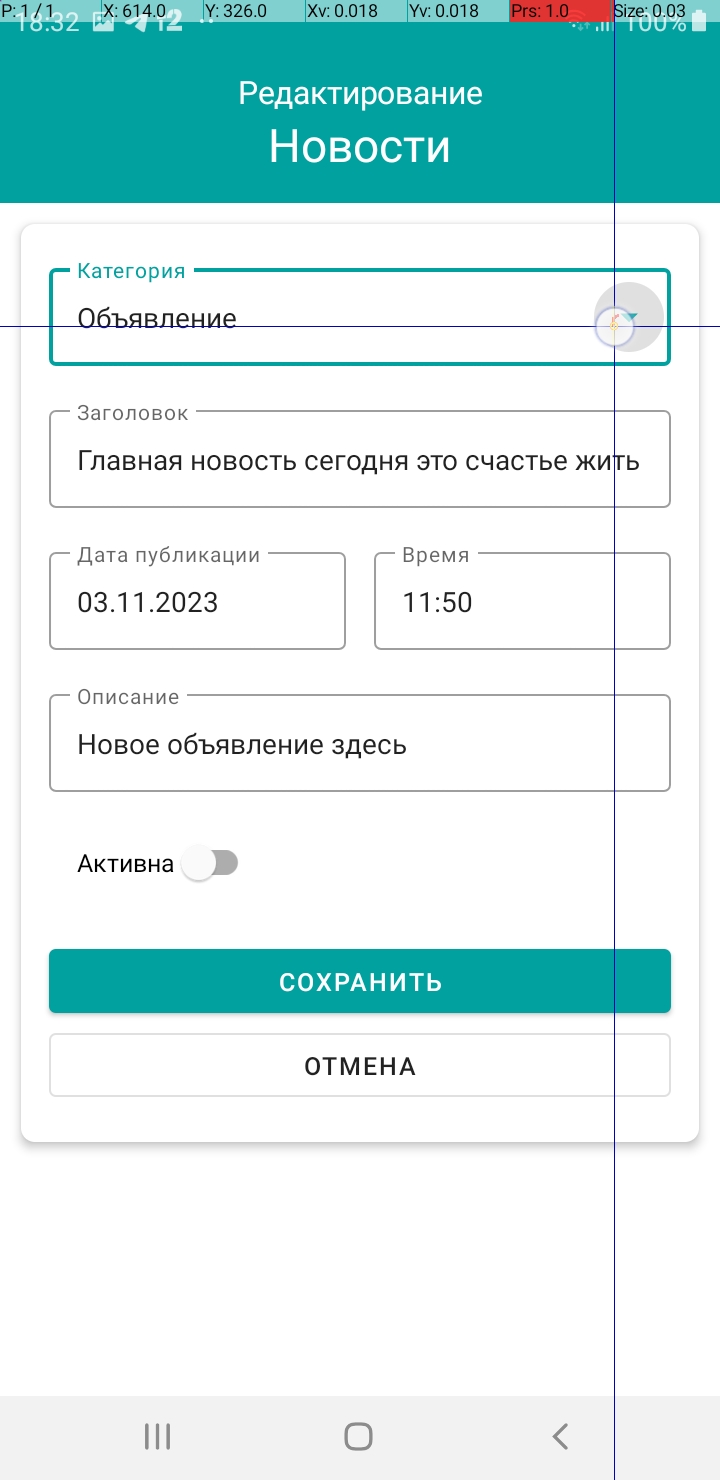 P: 1 / 1 X: 614.0 Y: 326.0 Xv: 0.018 Yv: 0.018 Prs: 1.0 Size: 0.03
18:32 12 100%
Редактирование
Новости
Категория
Объявление
Заголовок
Главная новость сегодня это счастье жить
Дата публикации Время
03.11.2023 11:50
Описание
Новое объявление здесь
Активна
СОХРАНИТЬ
ОТМЕНА